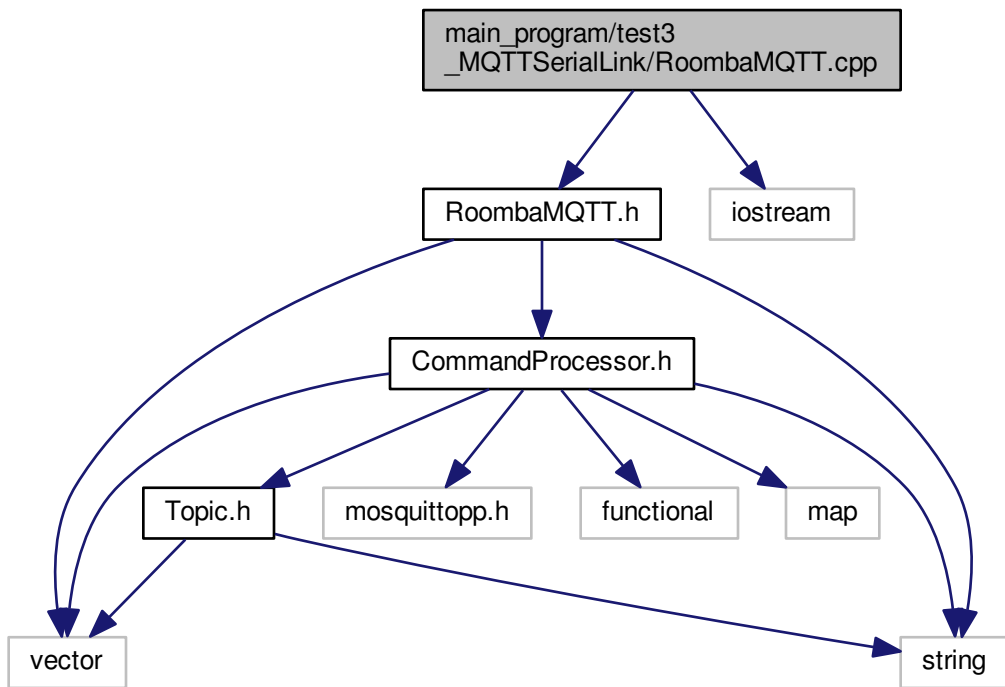 main_program/test3
_MQTTSerialLink/RoombaMQTT.cpp
RoombaMQTT.h
iostream
CommandProcessor.h
Topic.h
mosquittopp.h
functional
map
vector
string